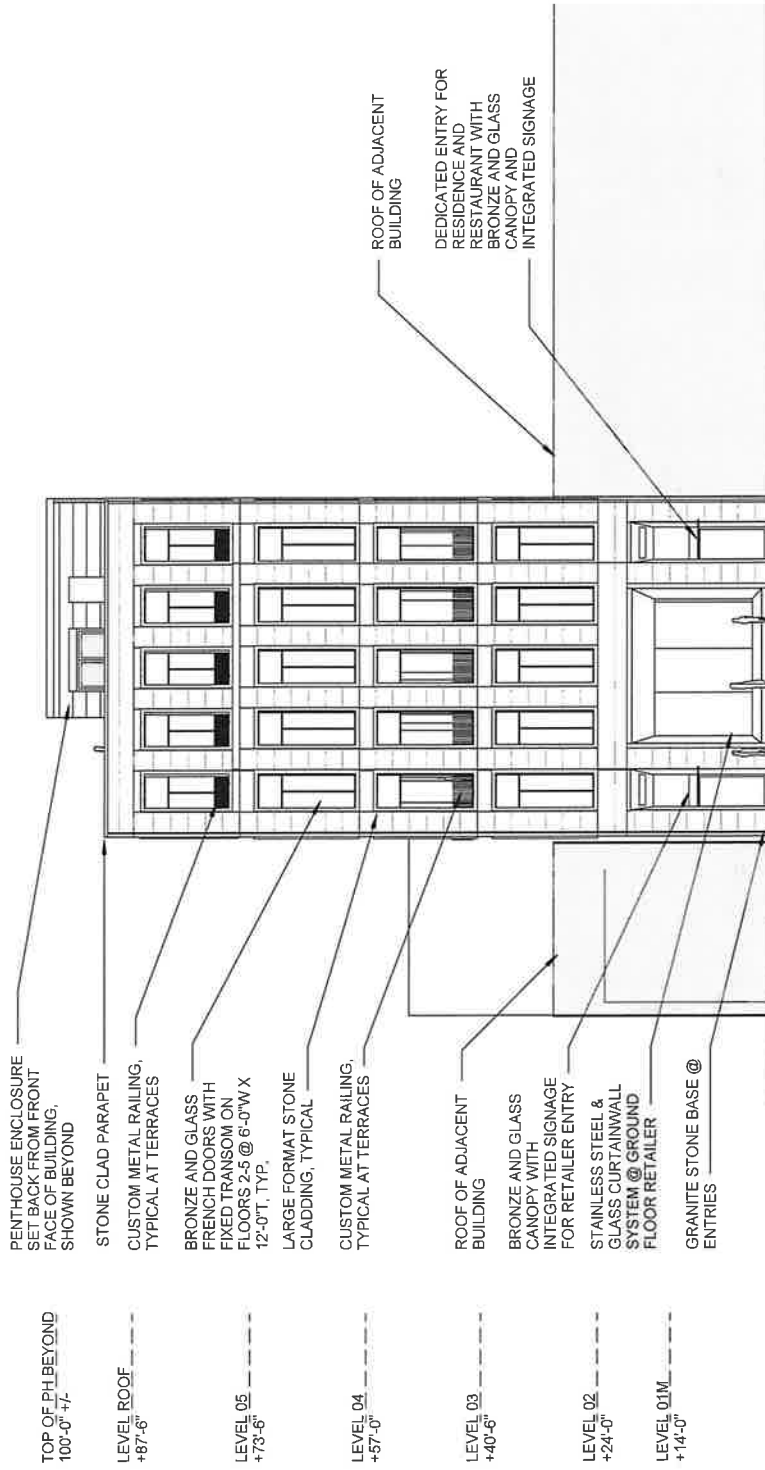 TOP OF PH BEYOND
100'-0" +/-
LEVEL ROOF
+87'-6"
LEVEL 05
+73'-6"
LEVEL 04
+57'-0"
LEVEL 03
+40'-6"
LEVEL 02
+24'-0"
LEVEL 01M
+14'-0"
PENTHOUSE ENCLOSURE
SET BACK FROM FRONT
FACE OF BUILDING,
SHOWN BEYOND
STONE CLAD PARAPET
CUSTOM METAL RAILING,
TYPICAL AT TERRACES
BRONZE AND GLASS
FRENCH DOORS WITH
FIXED TRANSOM ON
FLOORS 2-5 @ 6'-0"W X
12'-0"T, TYP.
LARGE FORMAT STONE
CLADDING, TYPICAL
CUSTOM METAL RAILING,
TYPICAL AT TERRACES
ROOF OF ADJACENT
BUILDING
BRONZE AND GLASS
CANOPY WITH
INTEGRATED SIGNAGE
FOR RETAILER ENTRY
STAINLESS STEEL &
GLASS CURTAINWALL
SYSTEM @ GROUND
FLOOR RETAILER
GRANITE STONE BASE @
ENTRIES
ROOF OF ADJACENT
BUILDING
DEDICATED ENTRY FOR
RESIDENCE AND
RESTAURANT WITH
BRONZE AND GLASS
CANOPY AND
INTEGRATED SIGNAGE